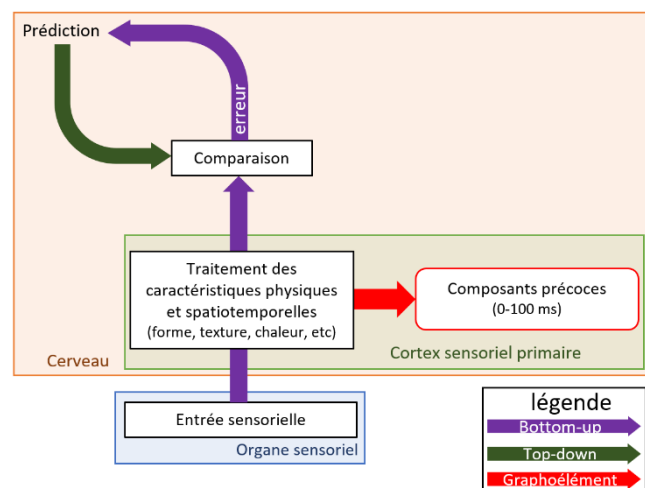 Prédiction
erreur
Comparaison
Traitement des
caractéristiques physiques
et spatiotemporelles
(forme, texture, chaleur, etc)
Composants précoces
(0-100 ms)
Cerveau
Cortex sensoriel primaire
Entrée sensorielle
Organe sensoriel
légende
Bottom-up
Top-down
Graphoélément